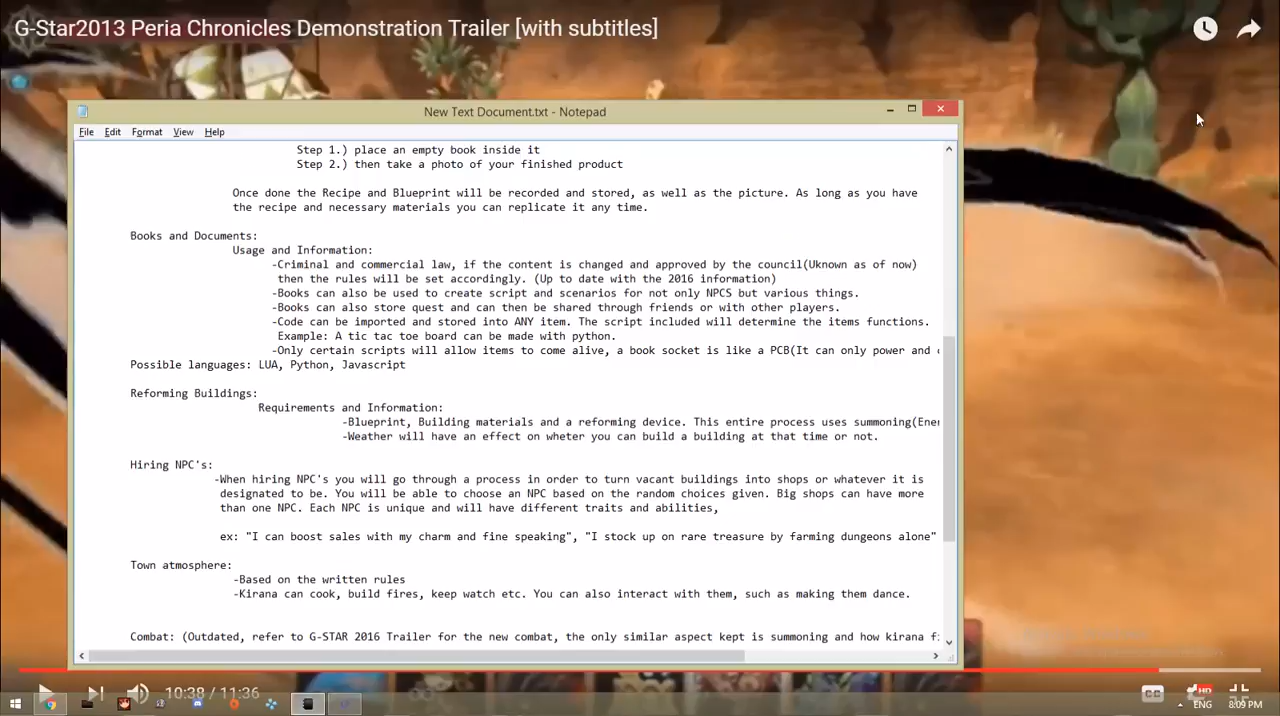 G-Star2013 Peria Chronicles Demonstration Trailer [with subtitles]
New Text Document.txt - Notepad
File Edit Format View Help
Step 1.) place an empty book inside it
Step 2.) then take a photo of your finished product
Once done the Recipe and Blueprint will be recorded and stored, as well as the picture. As long as you have
the recipe and necessary materials you can replicate it any time.
Books and Documents:
Usage and Information:
-Criminal and commercial law, if the content is changed and approved by the council(Uknown as of now)
then the rules will be set accordingly. (Up to date with the 2016 information)
-Books can also be used to create script and scenarios for not only NPCS but various things.
-Books can also store quest and can then be shared through friends or with other players.
-Code can be imported and stored into ANY item. The script included will determine the items functions.
Example: A tic tac toe board can be made with python.
-Only certain scripts will allow items to come alive, a book socket is like a PCB(It can only power and
Possible languages: LUA, Python, Javascript
Reforming Buildings:
Requirements and Information:
-Blueprint, Building materials and a reforming device. This entire process uses summoning(Ene
-Weather will have an effect on wheter you can build a building at that time or not.
Hiring NPC's:
-When hiring NPC's you will go through a process in order to turn vacant buildings into shops or whatever it is
designated to be. You will be able to choose an NPC based on the random choices given. Big shops can have more
than one NPC. Each NPC is unique and will have different traits and abilities,
ex: "I can boost sales with my charm and fine speaking", "I stock up on rare treasure by farming dungeons alone"
Town atmosphere:
-Based on the written rules
-Kirana can cook, build fires, keep watch etc. You can also interact with them, such as making them dance.
Combat: (Outdated, refer to G-STAR 2016 Trailer for the new combat, the only similar aspect kept is summoning and how kirana f
10:38 / 11:36
CC
HD
ENG
8:09 PM